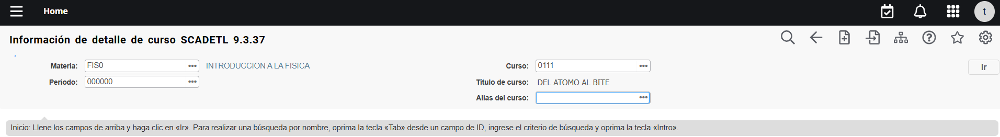 Home
t
Información de detalle de curso SCADETL 9.3.37
Materia: FIS0 ••• INTRODUCCION A LA FISICA Curso: 0111 ••• Ir
Periodo: 000000 ••• Título de curso: DEL ATOMO AL BITE
Alias del curso: •••
Inicio: Llene los campos de arriba y haga clic en «Ir». Para realizar una búsqueda por nombre, oprima la tecla «Tab» desde un campo de ID, ingrese el criterio de búsqueda y oprima la tecla «Intro».